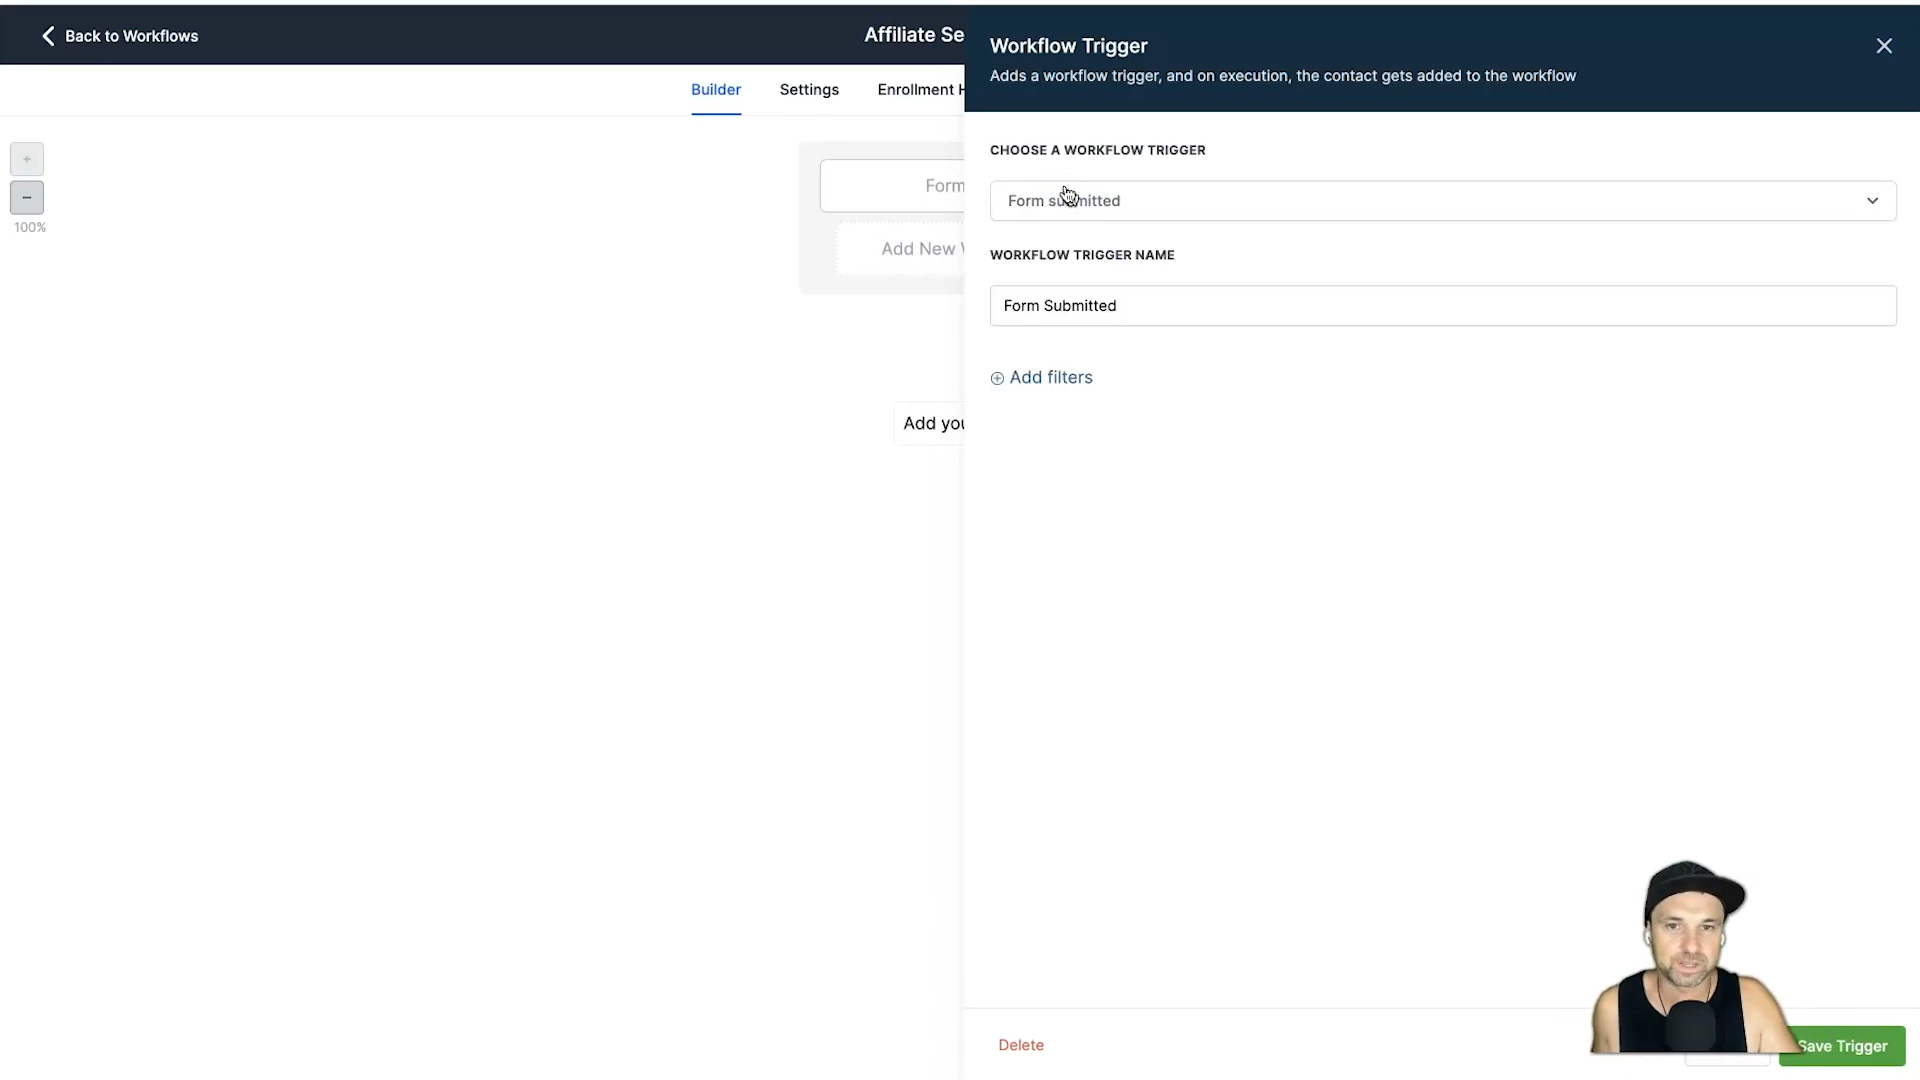 Back to Workflows
Affiliate Se
Workflow Trigger
Adds a workflow trigger, and on execution, the contact gets added to the workflow
Builder
Settings
Enrollment H
CHOOSE A WORKFLOW TRIGGER
+
−
100%
Form
Form submitted
Add New W
WORKFLOW TRIGGER NAME
Form Submitted
Add filters
Add you
Delete
Save Trigger